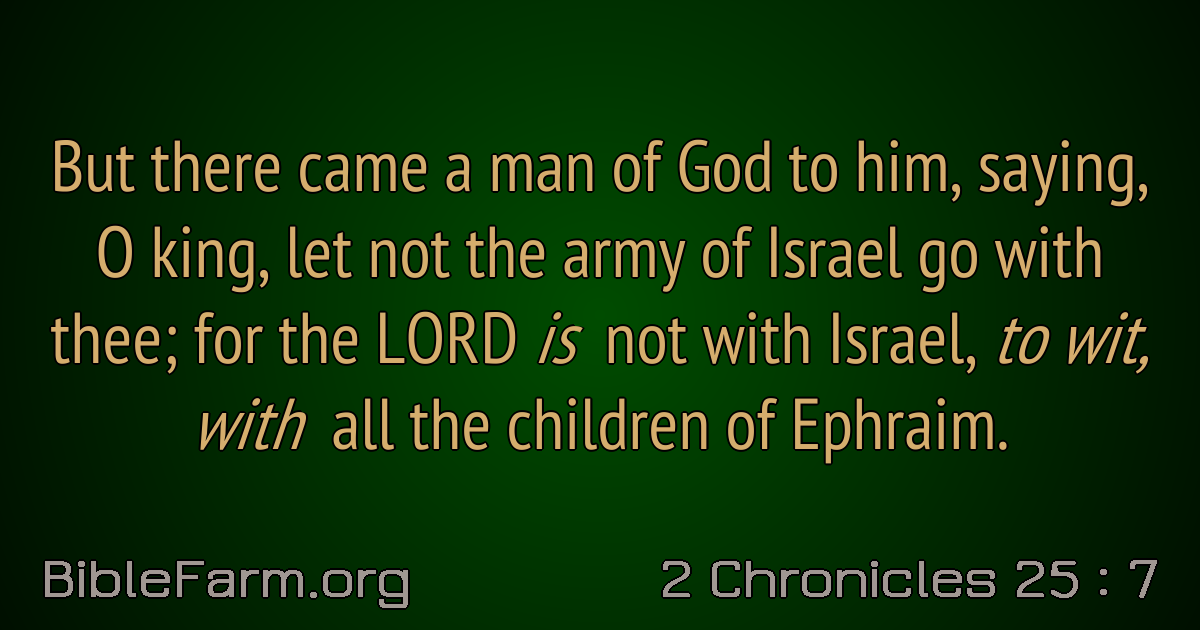 But there came a man of God to him, saying,
O king, let not the army of Israel go with
thee; for the LORD is not with Israel, to wit,
with all the children of Ephraim.
BibleFarm.org
2 Chronicles 25 : 7